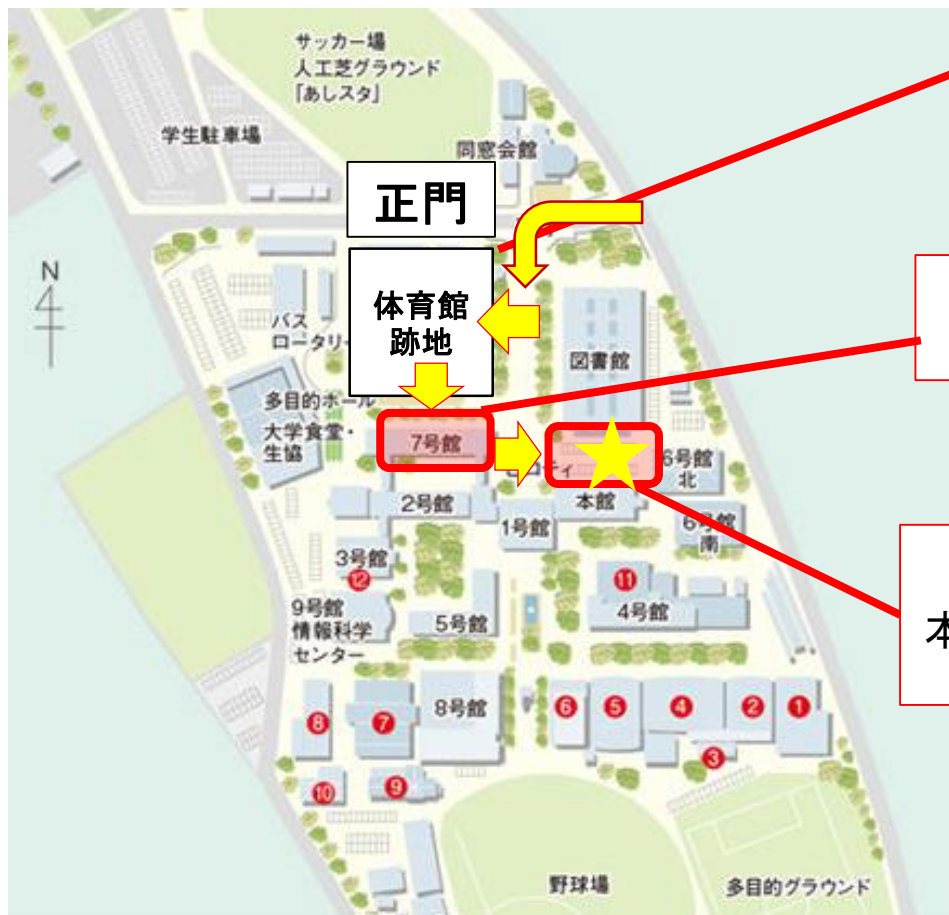 サッカー場
人工芝グラウンド
「あしスタ」
学生駐車場
同窓会館
正門
N
体育館
跡地
バス
ロータリー
図書館
多目的ホール
大学食堂・
生協
7号館
ティ
6号館
北
2号館
本館
1号館
6号館
南
3号館
⑫
⑪
9号館
情報科学
センター
5号館
4号館
8号館
⑧
⑦
⑥
⑤
④
②
①
③
⑩
⑨
野球場
多目的グラウンド
本